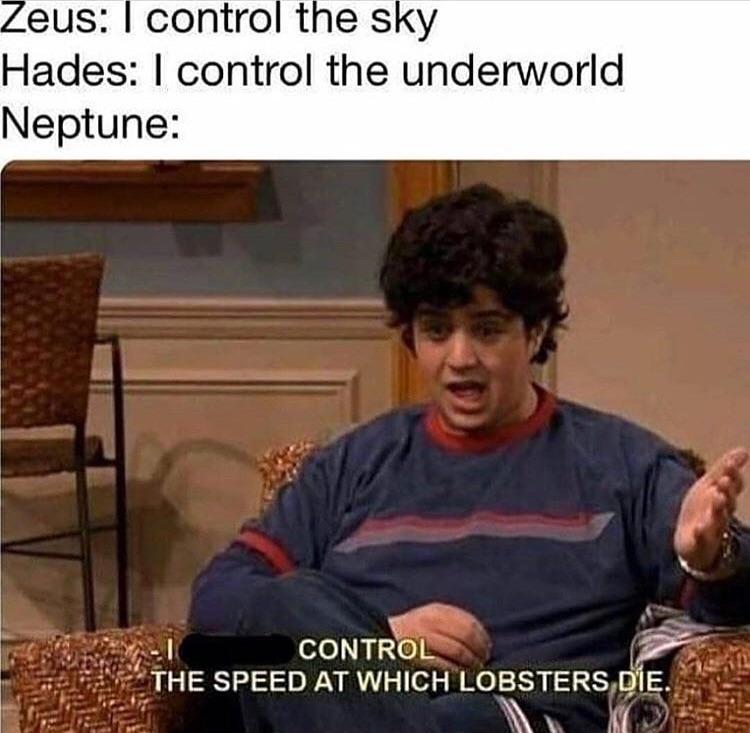 Zeus: I control the sky
Hades: I control the underworld
Neptune:
-I CONTROL
THE SPEED AT WHICH LOBSTERS DIE.